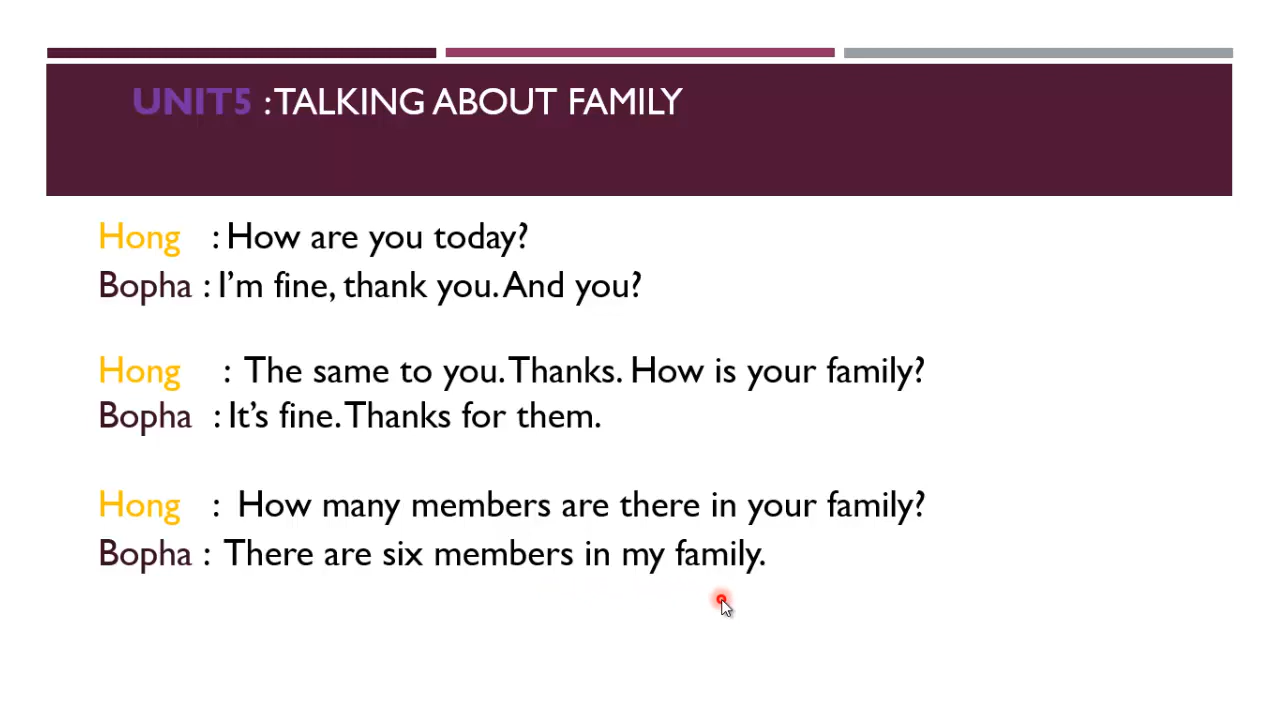 UNIT5 : TALKING ABOUT FAMILY
Hong : How are you today?
Bopha : I’m fine, thank you. And you?
Hong : The same to you. Thanks. How is your family?
Bopha : It’s fine. Thanks for them.
Hong : How many members are there in your family?
Bopha : There are six members in my family.